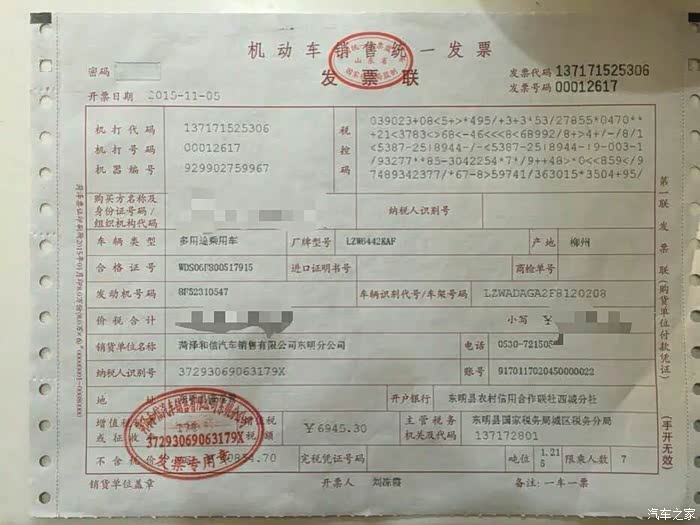 机动车销售统一发票
发票联
密码
发票代码 137171525306
发票号码 00012617
开票日期 2015-11-05
机打代码 137171525306
机打号码 00012617
机器编号 929902759967
税控码
039023+08<5+>*495/+3+3*53/27855*0470**
+21<3783<>68<-46<<<8<68992/8+>4+/-/8/1
<5387-25|8944-/-<5387-25|8944-|9-003-1
/93277**85-3042254*7*/9++48>*0<<859</9
97489342377/*67-8>59741/363015*3504+95/
购买方名称及
身份证号码/
组织机构代码
纳税人识别号
车辆类型 多用途乘用车 厂牌型号 LZW6442KAF 产地 柳州
合格证号 WDS06F800517915 进口证明书号 商检单号
发动机号码 8F52310547 车辆识别代号/车架号码 LZWADAGA2F8120208
价税合计 小写 ¥
销货单位名称 菏泽和信汽车销售有限公司东明分公司 电话 0530-721505
纳税人识别号 37293069063179X 账号 9170117020450000022
地址 开户银行 东明县农村信用合作联社西城分社
增值税 增值税
或征收 税额 ¥6945.30 主管税务
机关及代码 东明县国家税务局城区税务分局
137172801
不含税价 854.70 完税凭证号码 吨位 1.21
5 限乘人数 7
销货单位盖章 开票人 刘冻霞 备注:一车一票
第一联 发票联(购货单位付款凭证)
(手开无效)
山东省
37293069063179X
发票专用章
汽车之家